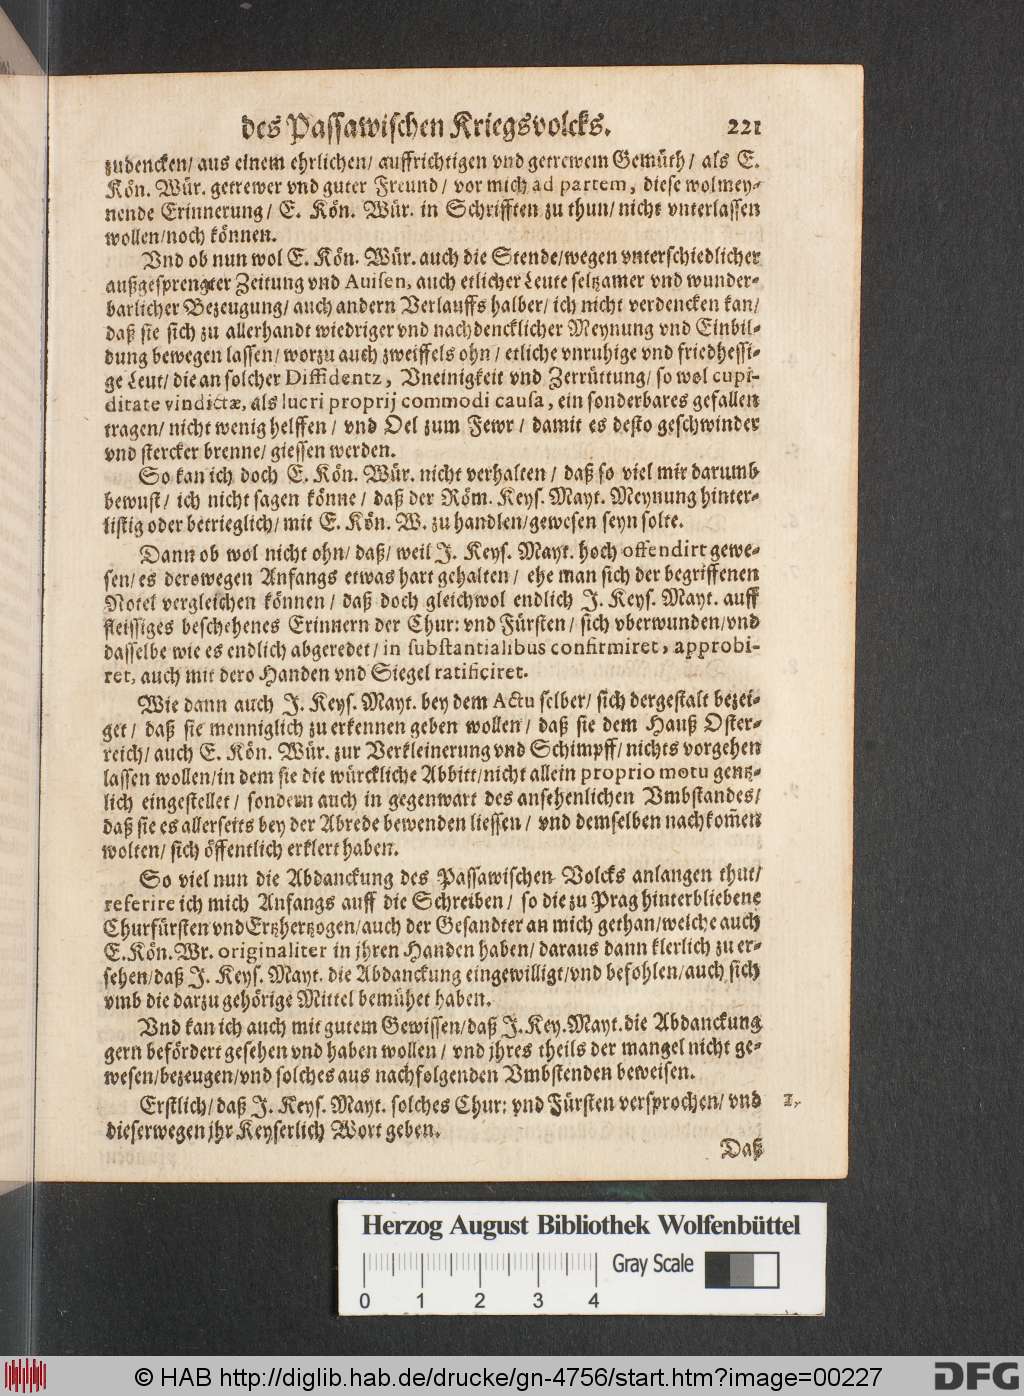 des Passawischen Kriegsvolcks. 221
zudencken/ aus einem ehrlichen/ auffrichtigen vnd getrewem Gemüth/ als E.
Kön. Wür. getrewer vnd guter Freund/ vor mich ad partem, diese wolmey-
nende Erinnerung/ E. Kön. Wür. in Schrifften zu thun/ nicht vnterlassen
wollen/noch können.
Vnd ob nun wol E. Kön. Wür. auch die Stende/wegen vnterschiedlicher
außgesprengter Zeitung vnd Avisen, auch etlicher Leute seltzamer vnd wunder-
barlicher Bezeugung/ auch andern Verlauffs halber/ ich nicht verdencken kan/
daß sie sich zu allerhandt wiedriger vnd nachdencklicher Meynung vnd Einbil-
dung bewegen lassen/ worzu auch zweiffels ohn/ etliche vnruhige vnd friedhessi-
ge Leut/ die an solcher Diffidentz, Vneinigkeit vnd Zerrüttung/ so wol cupi-
ditate vindictæ, als lucri proprij commodi causa, ein sonderbares gefallen
tragen/ nicht wenig helffen/ vnd Oel zum Fewr/ damit es desto geschwinder
vnd stercker brenne/ giessen werden.
So kan ich doch E. Kön. Wür. nicht verhalten/ daß so viel mir darumb
bewust/ ich nicht sagen könne/ daß der Röm. Keys. Mayt. Meynung hinter-
listig oder betrieglich/ mit E. Kön. W. zu handlen/gewesen seyn solte.
Dann ob wol nicht ohn/ daß/ weil J. Keys. Mayt. hoch offendirt gewe-
sen/ es derowegen Anfangs etwas hart gehalten/ ehe man sich der begriffenen
Notel vergleichen können/ daß doch gleichwol endlich J. Keys. Mayt. auff
fleissiges beschehenes Erinnern der Chur: vnd Fürsten/ sich vberwunden/vnd
dasselbe wie es endlich abgeredet/ in substantialibus confirmiret, approbi-
ret, auch mit dero Handen vnd Siegel ratificiret.
Wie dann auch J. Keys. Mayt. bey dem Actu selber/ sich dergestalt bezei-
get/ daß sie menniglich zu erkennen geben wollen/ daß sie dem Hauß Oster-
reich/ auch E. Kön. Wür. zur Verkleinerung vnd Schimpff/ nichts vorgehen
lassen wollen/in dem sie die würckliche Abbitt/nicht allein proprio motu gentz-
lich eingestellet/ sondern auch in gegenwart des ansehenlichen Vmbstandes/
daß sie es allerseits bey der Abrede bewenden liessen/ vnd demselben nachkom̃en
wolten/ sich öffentlich erklert haben.
So viel nun die Abdanckung des Passawischen Volcks anlangen thut/
referire ich mich Anfangs auff die Schreiben/ so die zu Prag hinterbliebene
Churfürsten vnd Ertzhertzogen/auch der Gesandter an mich gethan/welche auch
E. Kön. Wr. originaliter in jhren Handen haben/ daraus dann klerlich zu er-
sehen/daß J. Keys. Mayt. die Abdanckung eingewilligt/vnd befohlen/auch sich
vmb die darzu gehörige Mittel bemühet haben.
Vnd kan ich auch mit gutem Gewissen/daß J. Key. Mayt. die Abdanckung
gern befördert gesehen vnd haben wollen/ vnd jhres theils der mangel nicht ge-
wesen/bezeugen/vnd solches aus nachfolgenden Vmbstenden beweisen.
Erstlich/ daß J. Keys. Mayt. solches Chur: vnd Fürsten versprochen/ vnd 1.
dieserwegen jhr Keyserlich Wort geben.
Daß
Herzog August Bibliothek Wolfenbüttel
Gray Scale
0 1 2 3 4
© HAB http://diglib.hab.de/drucke/gn-4756/start.htm?image=00227 DFG